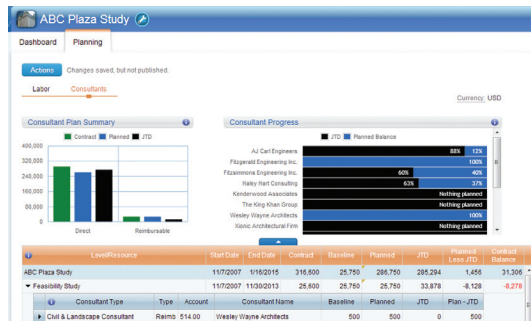 ABC Plaza Study
Dashboard Planning
Actions Changes saved, but not published.
Labor Consultants
Currency: USD
Consultant Plan Summary
Contract Planned JTD
400,000
320,000
240,000
160,000
80,000
0
Direct Reimbursable
Consultant Progress
JTD Planned Balance
AJ Carl Engineers 88% 12%
Fitzgerald Engineering Inc. 100%
Fitzsimmons Engineering Inc. 60% 40%
Haley Hart Consulting 63% 37%
Kenderwood Associates Nothing planned
The King Khan Group Nothing planned
Wesley Wayne Architects 100%
Xionic Architectural Firm Nothing planned
Level/Resource Start Date End Date Contract Baseline Planned JTD Planned Less JTD Contract Balance
ABC Plaza Study 11/7/2007 1/16/2015 316,600 25,750 286,750 285,294 1,456 31,306
Feasibility Study 11/7/2007 11/30/2013 25,600 25,750 25,750 33,878 -8,128 -8,278
Consultant Type Type Account Consultant Name Baseline Planned JTD Plan - JTD
Civil & Landscape Consultant Reimb 514.00 Wesley Wayne Architects 500 500 0 500